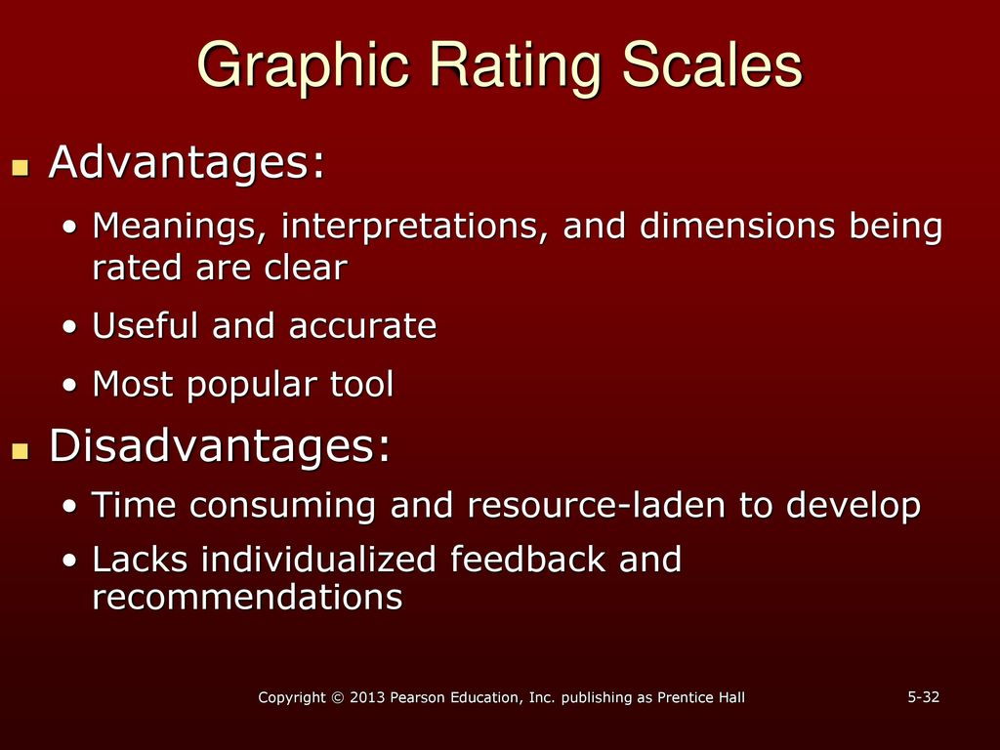 Graphic Rating Scales
Advantages:
• Meanings, interpretations, and dimensions being
rated are clear
• Useful and accurate
• Most popular tool
Disadvantages:
• Time consuming and resource-laden to develop
• Lacks individualized feedback and
recommendations
Copyright © 2013 Pearson Education, Inc. publishing as Prentice Hall
5-32